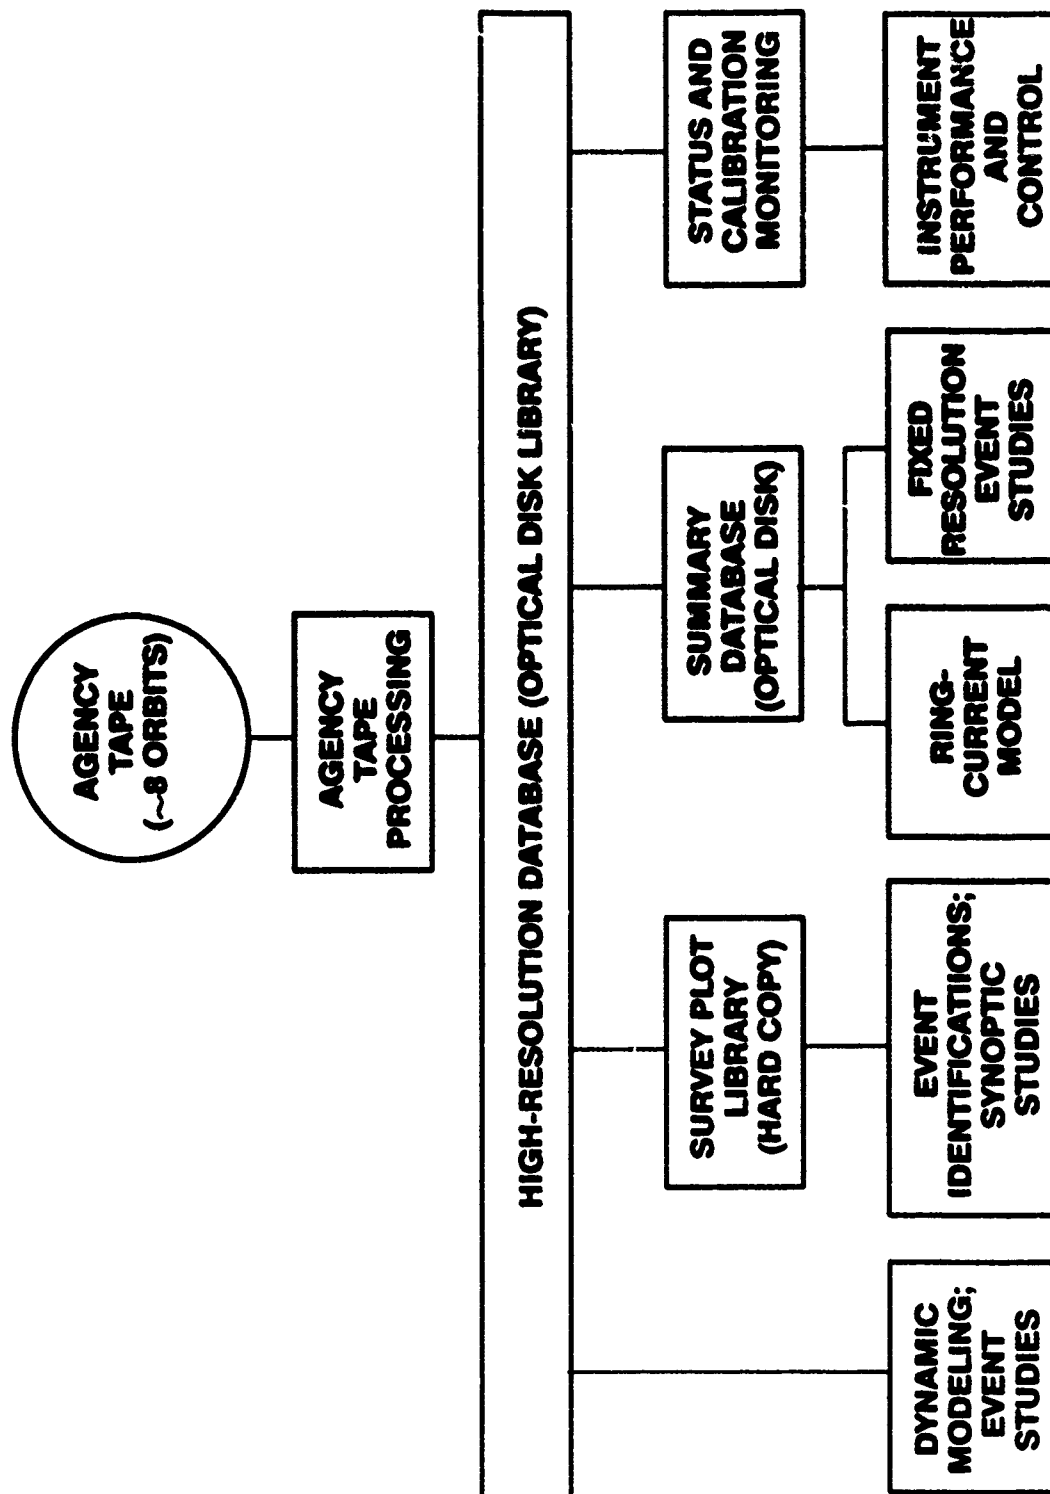 AGENCY
TAPE
(~8 ORBITS)
AGENCY
TAPE
PROCESSING
HIGH-RESOLUTION DATABASE (OPTICAL DISK LIBRARY)
SURVEY PLOT
LIBRARY
(HARD COPY)
SUMMARY
DATABASE
(OPTICAL DISK)
STATUS AND
CALIBRATION
MONITORING
DYNAMIC
MODELING;
EVENT
STUDIES
EVENT
IDENTIFICATIIONS;
SYNOPTIC
STUDIES
RING-
CURRENT
MODEL
FIXED
RESOLUTION
EVENT
STUDIES
INSTRUMENT
PERFORMANCE
AND
CONTROL